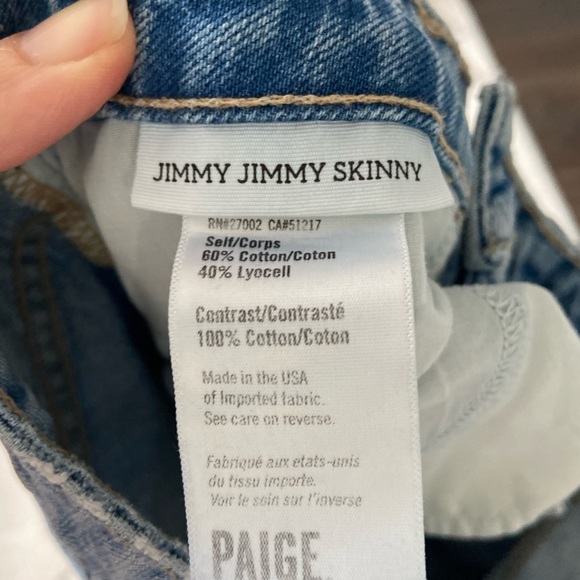 JIMMY JIMMY SKINNY
RN#27002 CA#51217
Self/Corps
60% Cotton/Coton
40% Lyocell
Contrast/Contrasté
100% Cotton/Coton
Made in the USA
of Imported fabric.
See care on reverse.
Fabriqué aux etats-unis
du tissu importe.
Voir le soin sur l'inverse
PAIGE